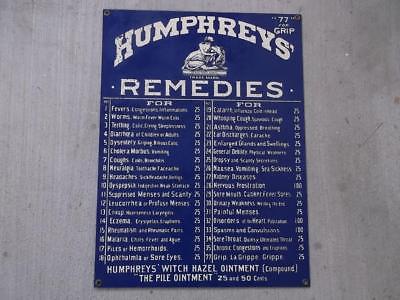 "77"
FOR
GRIP
HUMPHREYS'
TRADE MARK
REMEDIES
FOR
1 Fevers, Congestions, Inflammations 25
2 Worms, Worm Fever Worm Colic 25
3 Teething, Colic, Crying, Sleeplessness 25
4 Diarrhea of Children or Adults 25
5 Dysentery, Griping, Bilious Colic 25
6 Cholera Morbus, Vomiting 25
7 Coughs, Colds, Bronchitis 25
8 Neuralgia, Toothache Faceache 25
9 Headaches, Sick Headache, Vertigo 25
10 Dyspepsia, Indigestion, Weak Stomach 25
11 Suppressed Menses and Scanty 25
12 Leucorrhea or Profuse Menses 25
13 Croup, Hoarseness, Laryngitis 25
14 Eczema, Erysipelas, Eruptions 25
15 Rheumatism and Rheumatic Pains 25
16 Malaria, Chills, Fever and Ague 25
17 Piles or Hemorrhoids 25
18 Ophthalmia or Sore Eyes 25
FOR
19 Catarrh, Influenza, Cold in Head 25
20 Whooping Cough, Spasmodic Cough 25
21 Asthma, Oppressed, Breathing 25
22 Ear Discharges, Earache 25
23 Enlarged Glands and Swellings 25
24 General Debility, Physical Weakness 25
25 Dropsy and Scanty Secretions 25
26 Nausea, Vomiting, Sea Sickness 25
27 Kidney Diseases 25
28 Nervous Prostration 100
29 Sore Mouth, Canker, Fever Sores 25
30 Urinary Weakness, Wetting the Bed 25
31 Painful Menses 25
32 Disorders of the Heart, Palpitation 100
33 Spasms and Convulsions 100
34 Sore Throat, Quinsy, Ulcerated Throat 25
35 Chronic Congestions 25
77 Grip, La Grippe, Grippe 25
HUMPHREYS' WITCH HAZEL OINTMENT (Compound)
"THE PILE OINTMENT" 25 and 50 Cents